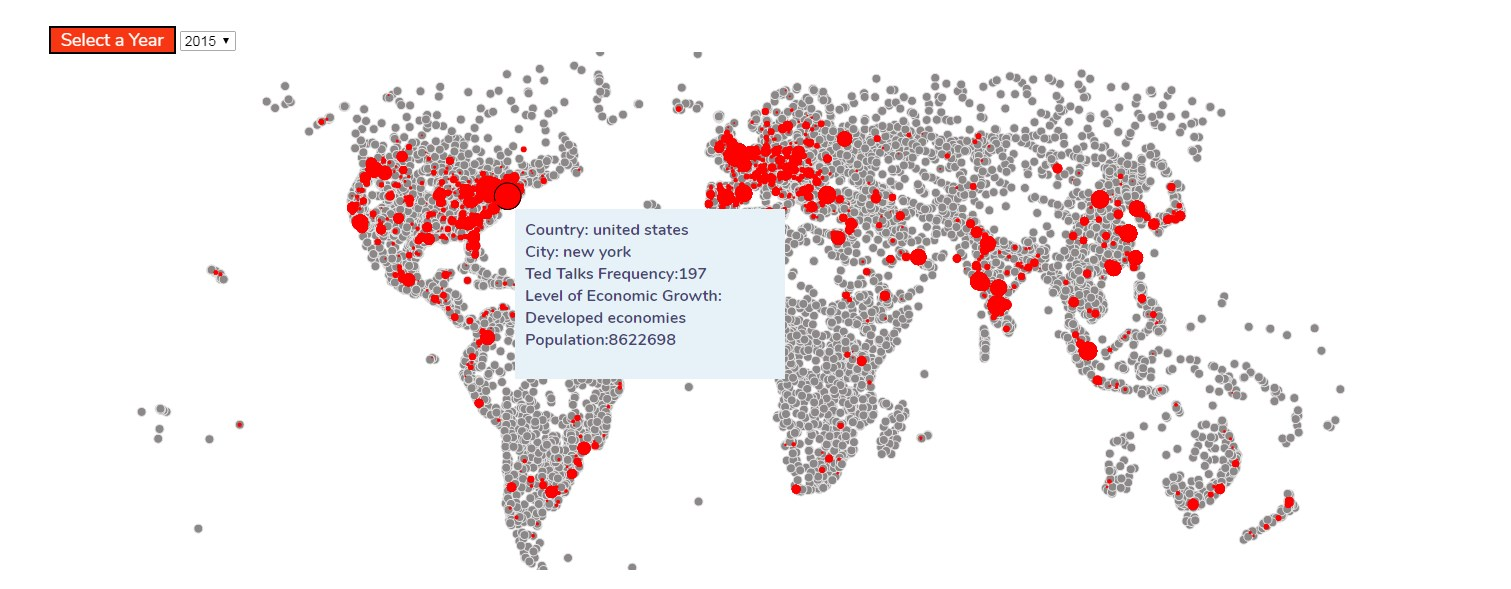 Select a Year 2015
Country: united states
City: new york
Ted Talks Frequency:197
Level of Economic Growth:
Developed economies
Population:8622698